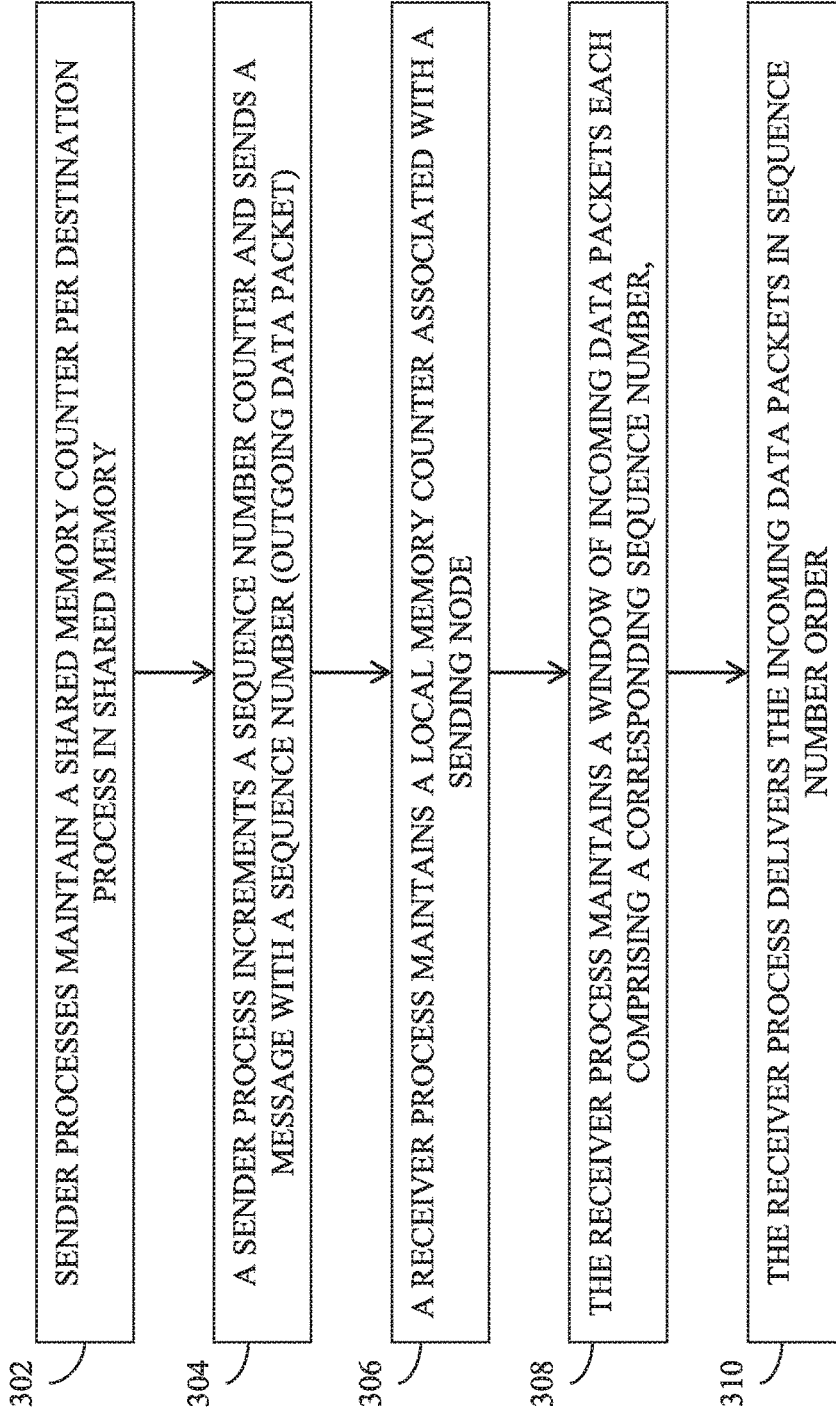 302
SENDER PROCESSES MAINTAIN A SHARED MEMORY COUNTER PER DESTINATION
PROCESS IN SHARED MEMORY
304
A SENDER PROCESS INCREMENTS A SEQUENCE NUMBER COUNTER AND SENDS A
MESSAGE WITH A SEQUENCE NUMBER (OUTGOING DATA PACKET)
306
A RECEIVER PROCESS MAINTAINS A LOCAL MEMORY COUNTER ASSOCIATED WITH A
SENDING NODE
308
THE RECEIVER PROCESS MAINTAINS A WINDOW OF INCOMING DATA PACKETS EACH
COMPRISING A CORRESPONDING SEQUENCE NUMBER,
310
THE RECEIVER PROCESS DELIVERS THE INCOMING DATA PACKETS IN SEQUENCE
NUMBER ORDER